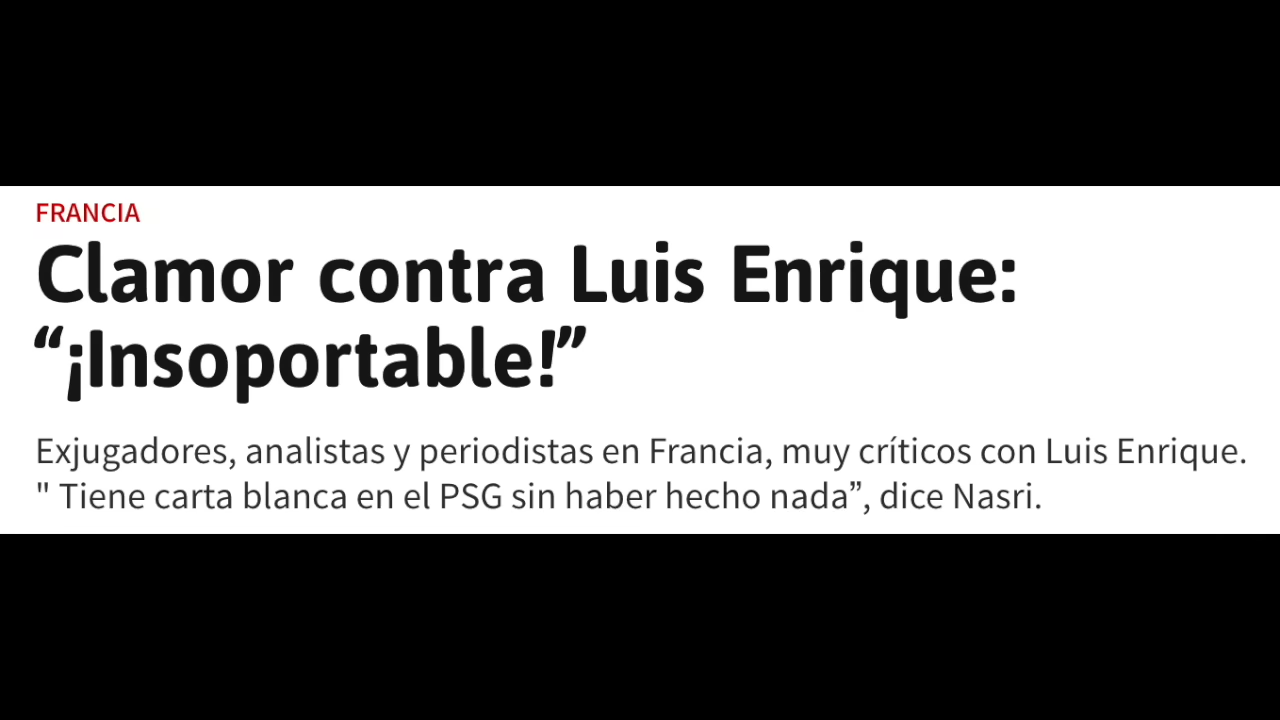 FRANCIA
Clamor contra Luis Enrique:
“¡Insoportable!”
Exjugadores, analistas y periodistas en Francia, muy críticos con Luis Enrique.
" Tiene carta blanca en el PSG sin haber hecho nada”, dice Nasri.